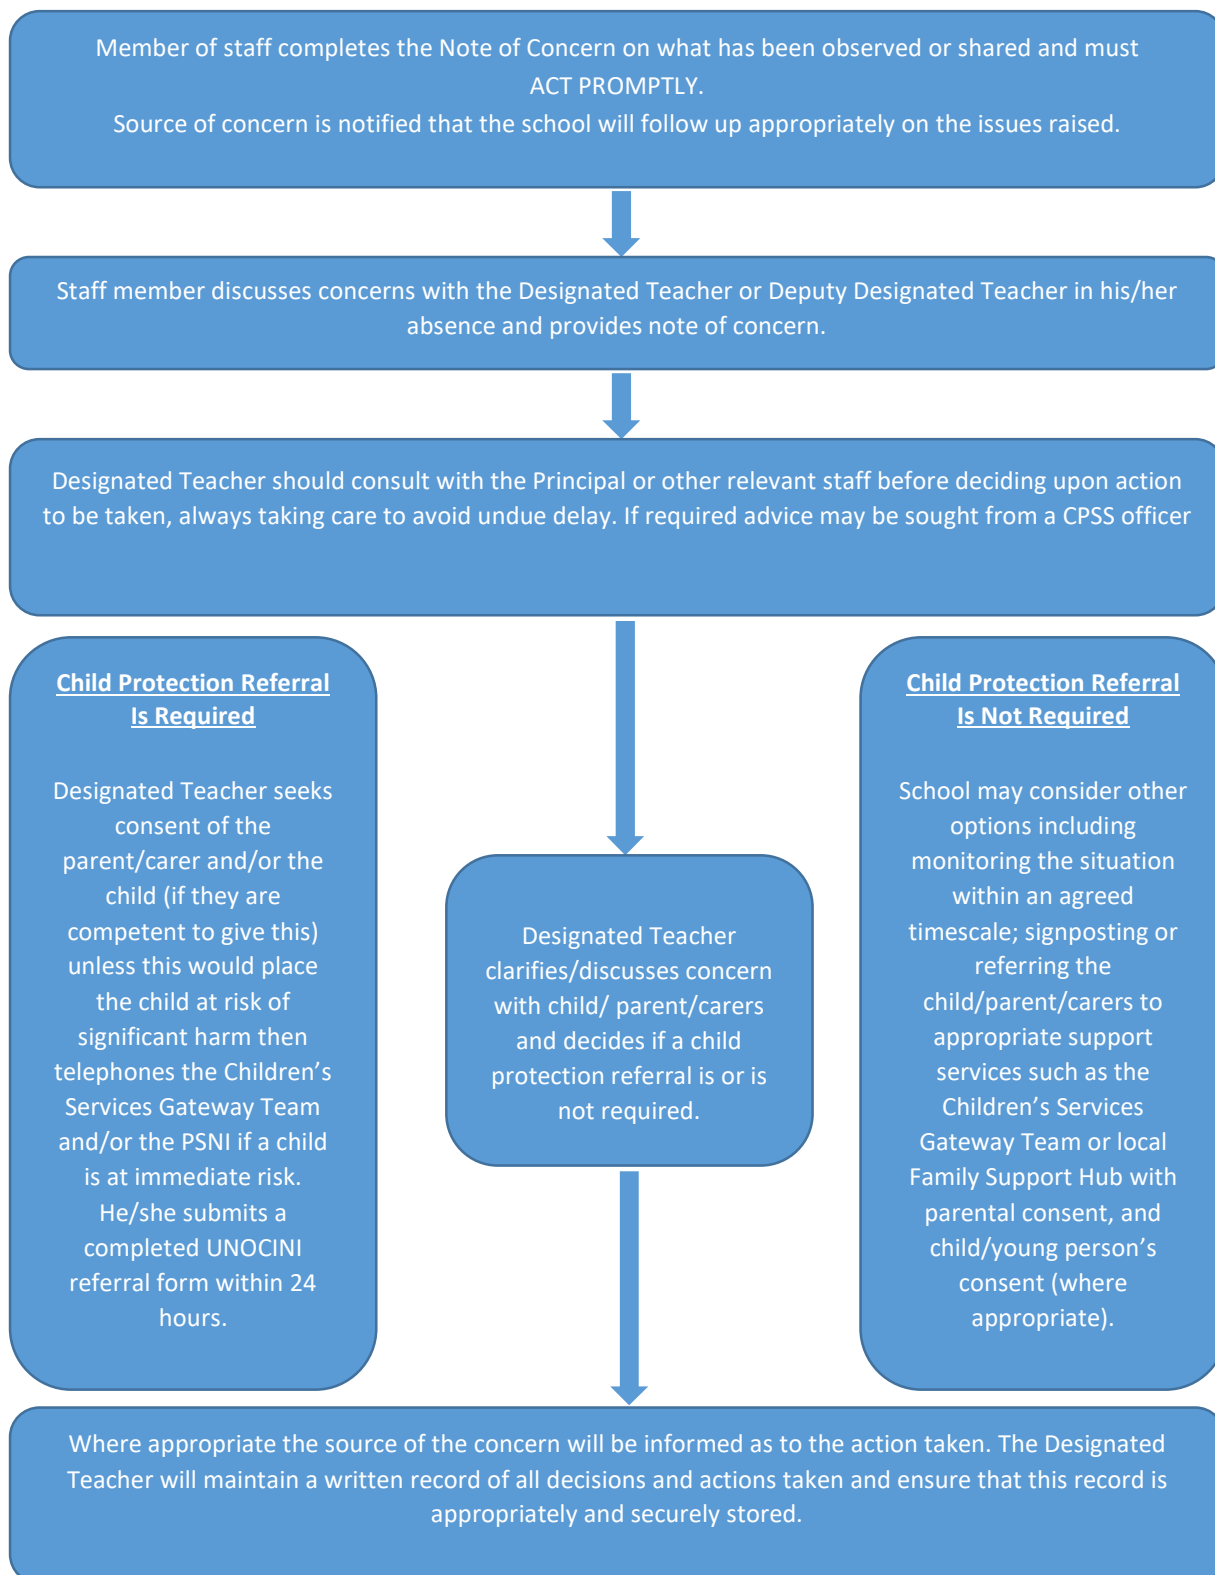 Member of staff completes the Note of Concern on what has been observed or shared and must
ACT PROMPTLY.
Source of concern is notified that the school will follow up appropriately on the issues raised.
Staff member discusses concerns with the Designated Teacher or Deputy Designated Teacher in his/her
absence and provides note of concern.
Designated Teacher should consult with the Principal or other relevant staff before deciding upon action
to be taken, always taking care to avoid undue delay. If required advice may be sought from a CPSS officer
Child Protection Referral
Is Required
Designated Teacher seeks
consent of the
parent/carer and/or the
child (if they are
competent to give this)
unless this would place
the child at risk of
significant harm then
telephones the Children's
Services Gateway Team
and/or the PSNI if a child
is at immediate risk.
He/she submits a
completed UNOCINI
referral form within 24
hours.
Designated Teacher
clarifies/discusses concern
with child/ parent/carers
and decides if a child
protection referral is or is
not required.
Child Protection Referral
Is Not Required
School may consider other
options including
monitoring the situation
within an agreed
timescale; signposting or
referring the
child/parent/carers to
appropriate support
services such as the
Children's Services
Gateway Team or local
Family Support Hub with
parental consent, and
child/young person's
consent (where
appropriate).
Where appropriate the source of the concern will be informed as to the action taken. The Designated
Teacher will maintain a written record of all decisions and actions taken and ensure that this record is
appropriately and securely stored.